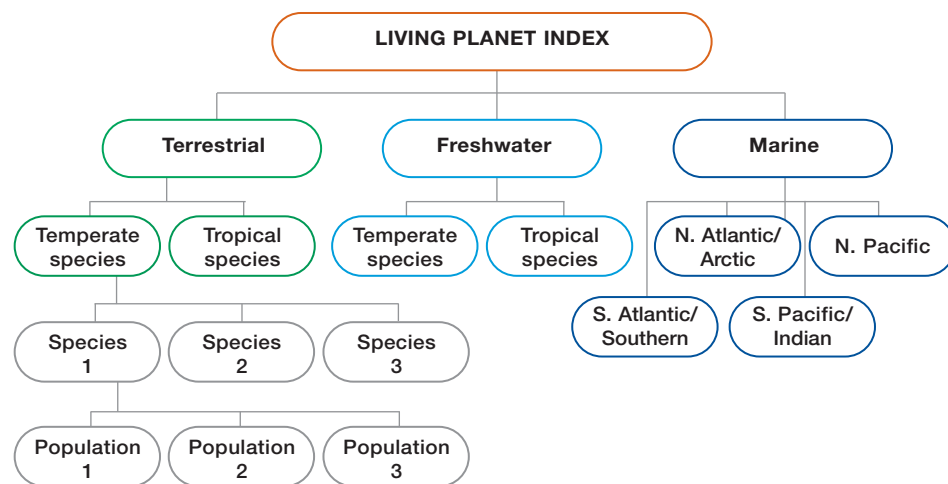 LIVING PLANET INDEX
Terrestrial
Freshwater
Marine
Temperate
species
Tropical
species
Temperate
species
Tropical
species
N. Atlantic/
Arctic
N. Pacific
S. Atlantic/
Southern
S. Pacific/
Indian
Species
1
Species
2
Species
3
Population
1
Population
2
Population
3